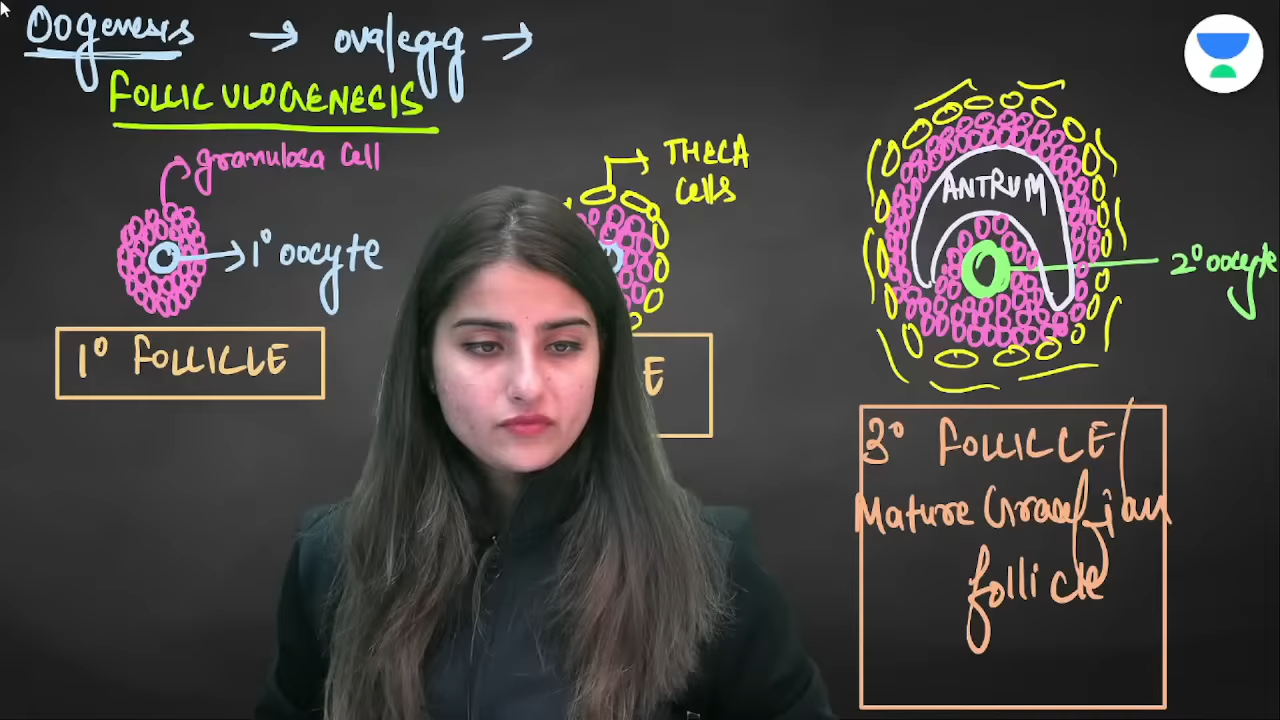 Oogenesis → ova/egg →
FOLLICULOGENESIS
granulosa cell
1° oocyte
1° FOLLICLE
THECA
cells
E
ANTRUM
2° oocyte
3° FOLLICLE/
Mature Graafian
follicle